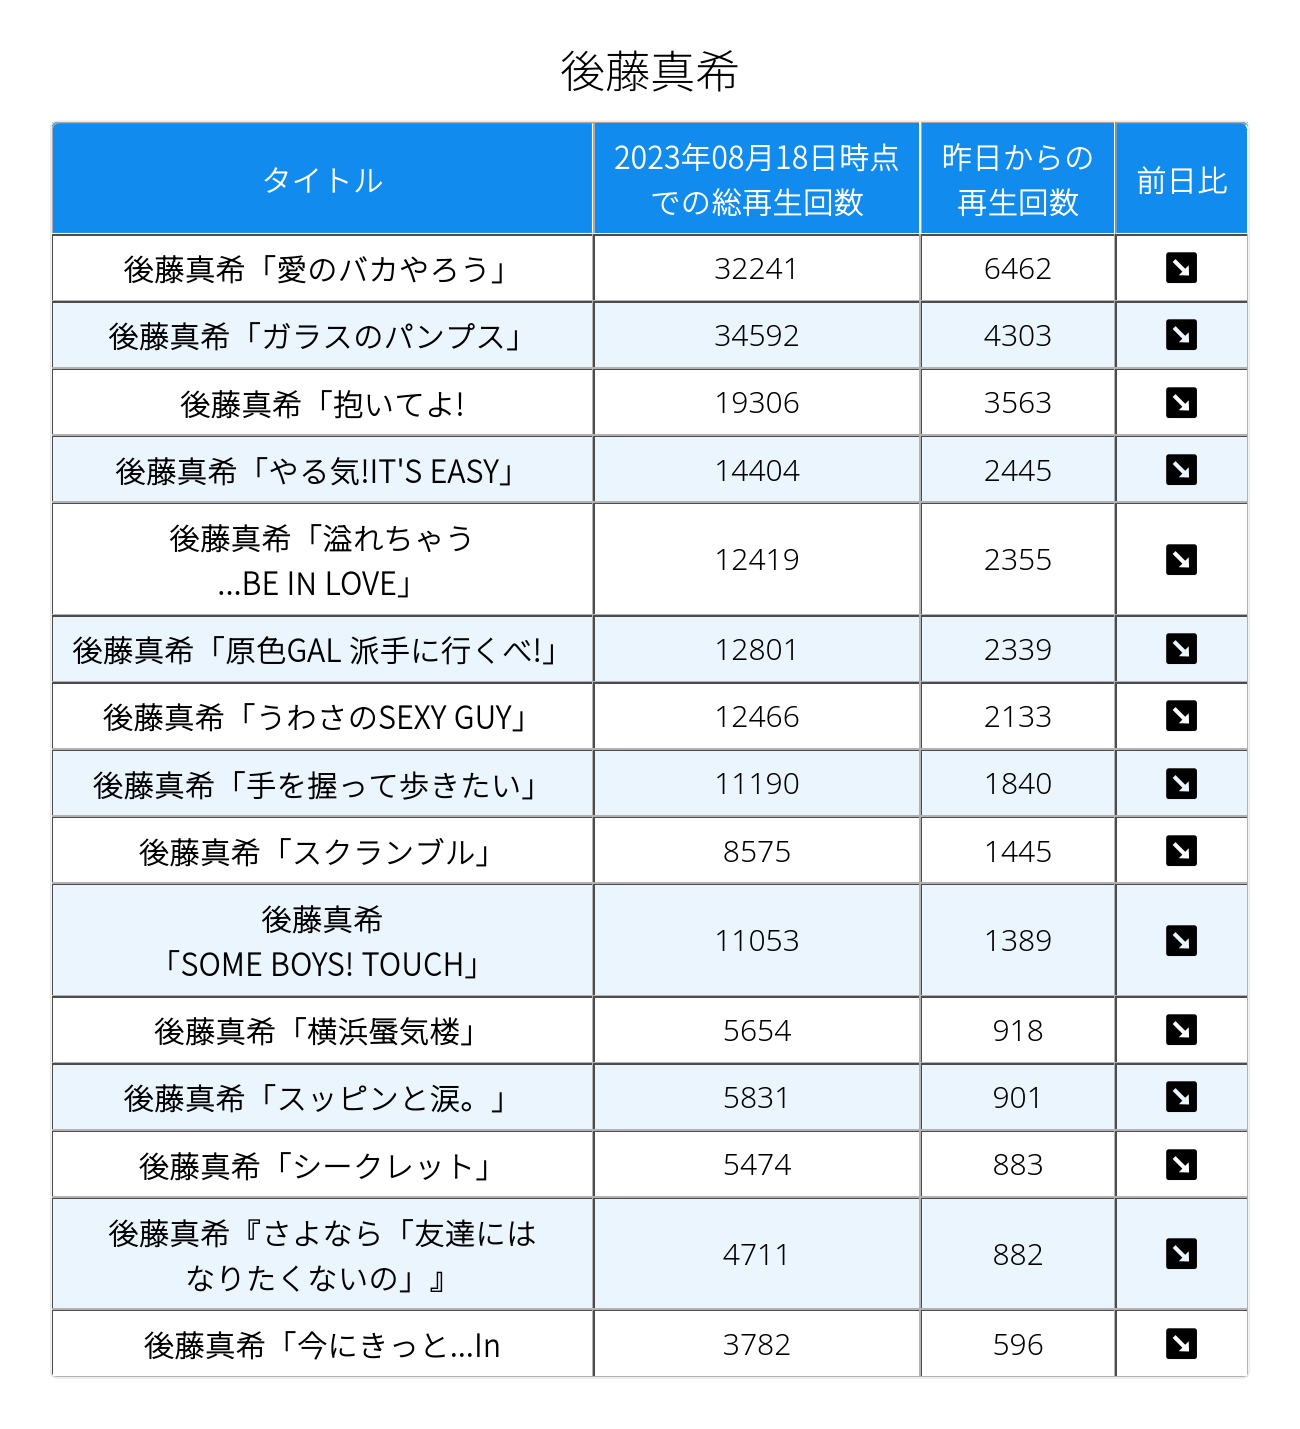 後藤真希
タイトル
2023年08月18日時点
での総再生回数
昨日からの
再生回数
前日比
後藤真希「愛のバカやろう」 32241 6462
後藤真希「ガラスのパンプス」 34592 4303
後藤真希「抱いてよ! 19306 3563
後藤真希「やる気!IT'S EASY」 14404 2445
後藤真希「溢れちゃう
...BE IN LOVE」 12419 2355
後藤真希「原色GAL 派手に行くべ!」 12801 2339
後藤真希「うわさのSEXY GUY」 12466 2133
後藤真希「手を握って歩きたい」 11190 1840
後藤真希「スクランブル」 8575 1445
後藤真希
「SOME BOYS! TOUCH」 11053 1389
後藤真希「横浜蜃気楼」 5654 918
後藤真希「スッピンと涙。」 5831 901
後藤真希「シークレット」 5474 883
後藤真希『さよなら「友達には
なりたくないの」』 4711 882
後藤真希「今にきっと...In 3782 596